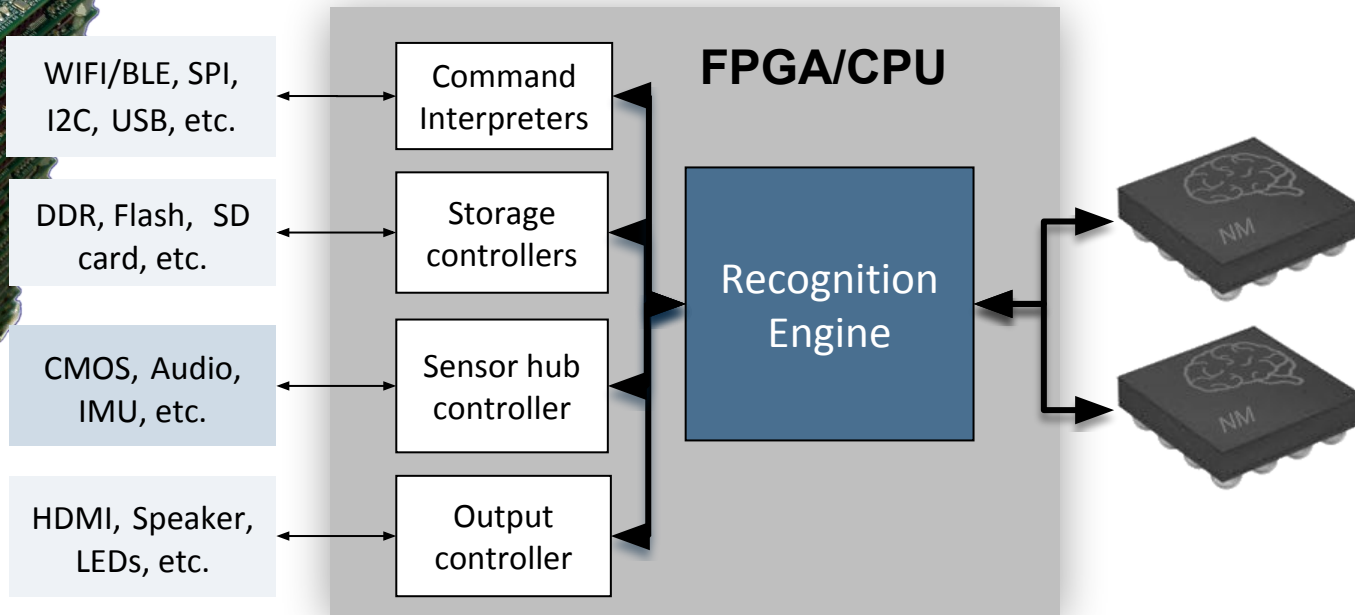 FPGA/CPU
WIFI/BLE, SPI,
I2C, USB, etc.
Command
Interpreters
DDR, Flash, SD
card, etc.
Storage
controllers
Recognition
Engine
CMOS, Audio,
IMU, etc.
Sensor hub
controller
HDMI, Speaker,
LEDs, etc.
Output
controller
NM
NM